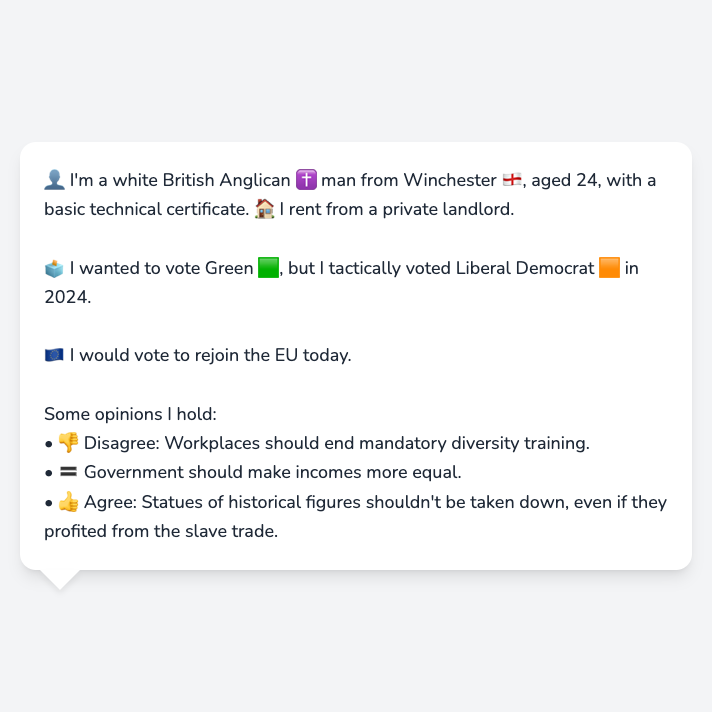 👤 I'm a white British Anglican ✝️ man from Winchester 🏴󠁧󠁢󠁥󠁮󠁧󠁿, aged 24, with a
basic technical certificate. 🏠 I rent from a private landlord.
🗳️ I wanted to vote Green 🟩, but I tactically voted Liberal Democrat 🟧 in
2024.
🇪🇺 I would vote to rejoin the EU today.
Some opinions I hold:
• 👎 Disagree: Workplaces should end mandatory diversity training.
• 🟰 Government should make incomes more equal.
• 👍 Agree: Statues of historical figures shouldn't be taken down, even if they
profited from the slave trade.